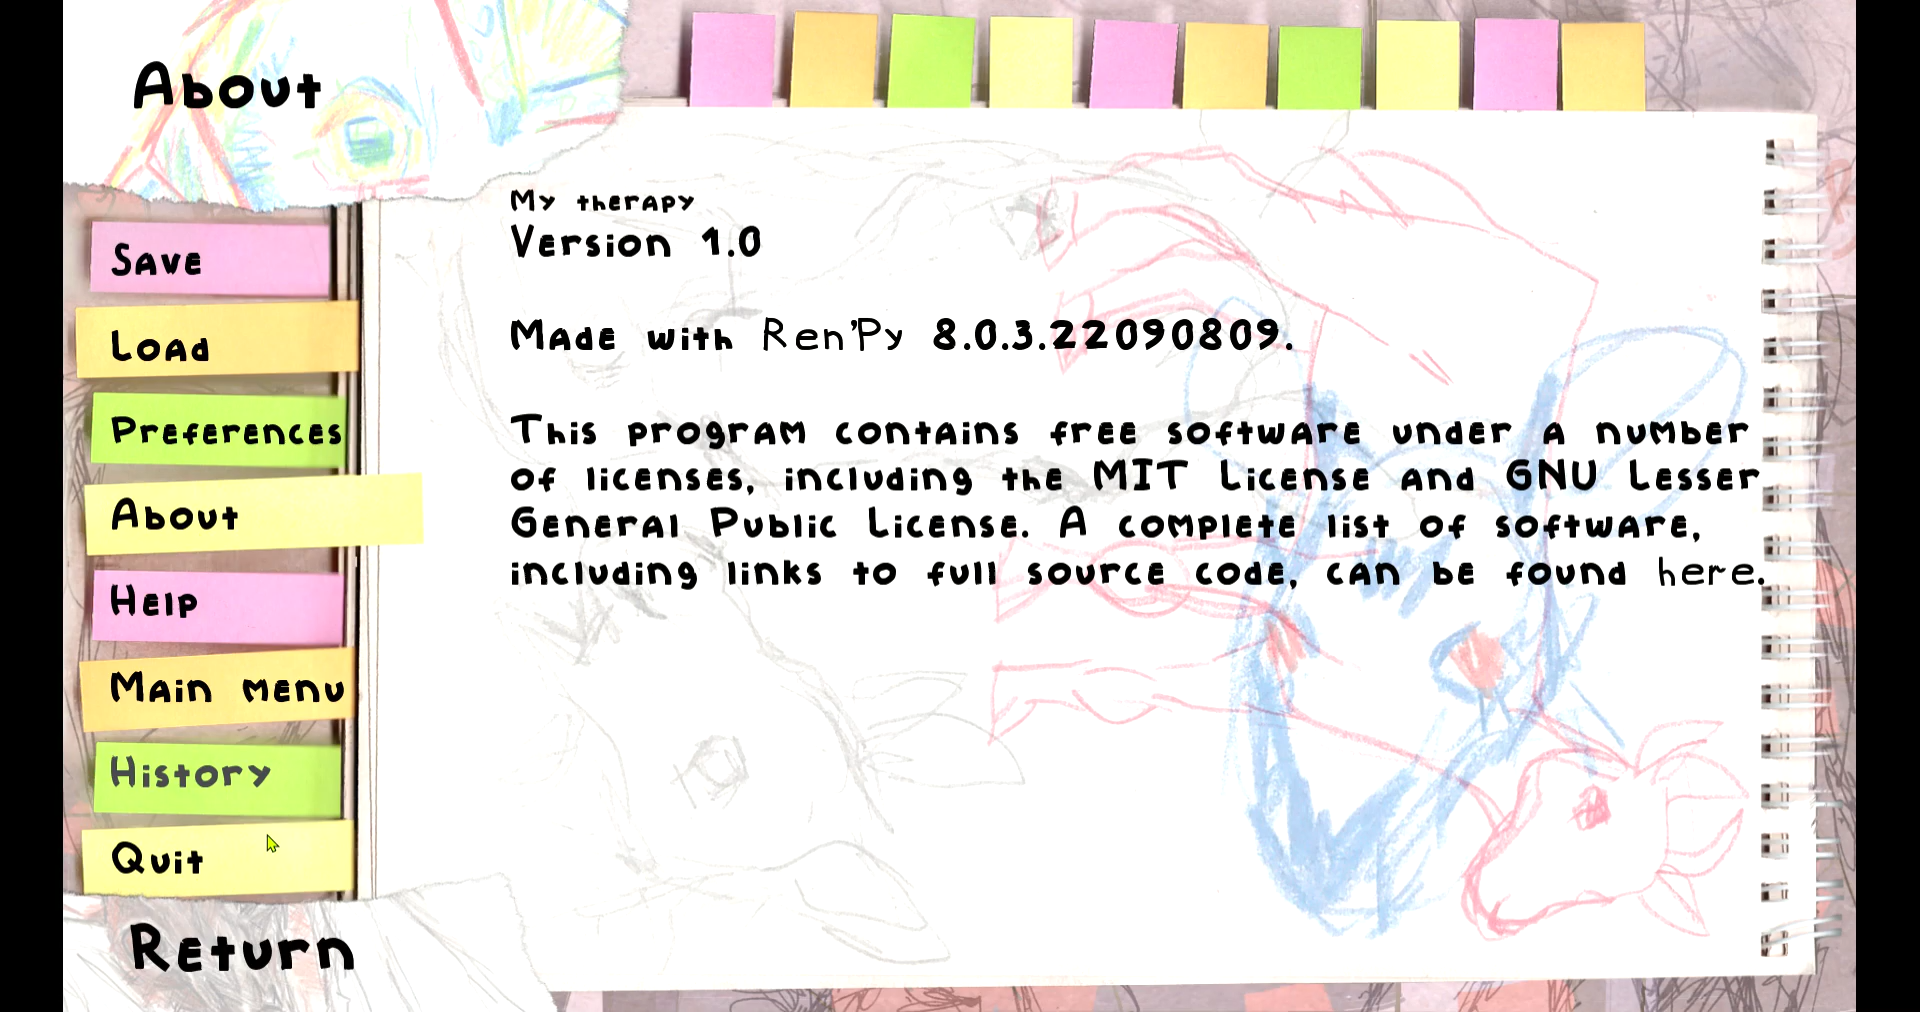 About
Save
Load
Preferences
About
Help
Main menu
History
Quit
Return
My therapy
Version 1.0
Made with Ren'Py 8.0.3.22090809.
This program contains free software under a number
of licenses, including the MIT License and GNU Lesser
General Public License. A complete list of software,
including links to full source code, can be found here.